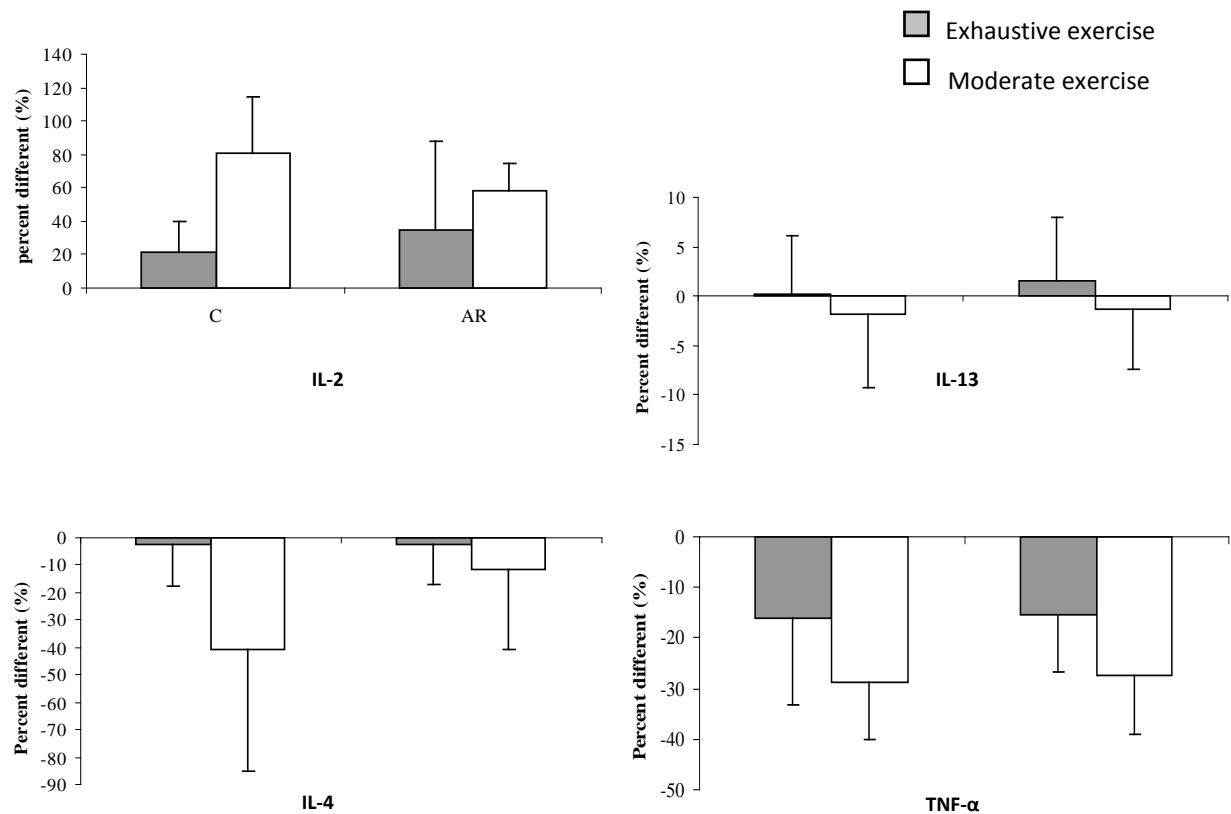 Exhaustive exercise
Moderate exercise
percent different (%)
140
120
100
80
60
40
20
0
C
AR
IL-2
Percent different (%)
10
5
0
-5
-10
-15
IL-13
Percent different (%)
0
-10
-20
-30
-40
-50
-60
-70
-80
-90
IL-4
Percent different (%)
0
-10
-20
-30
-40
-50
TNF-α